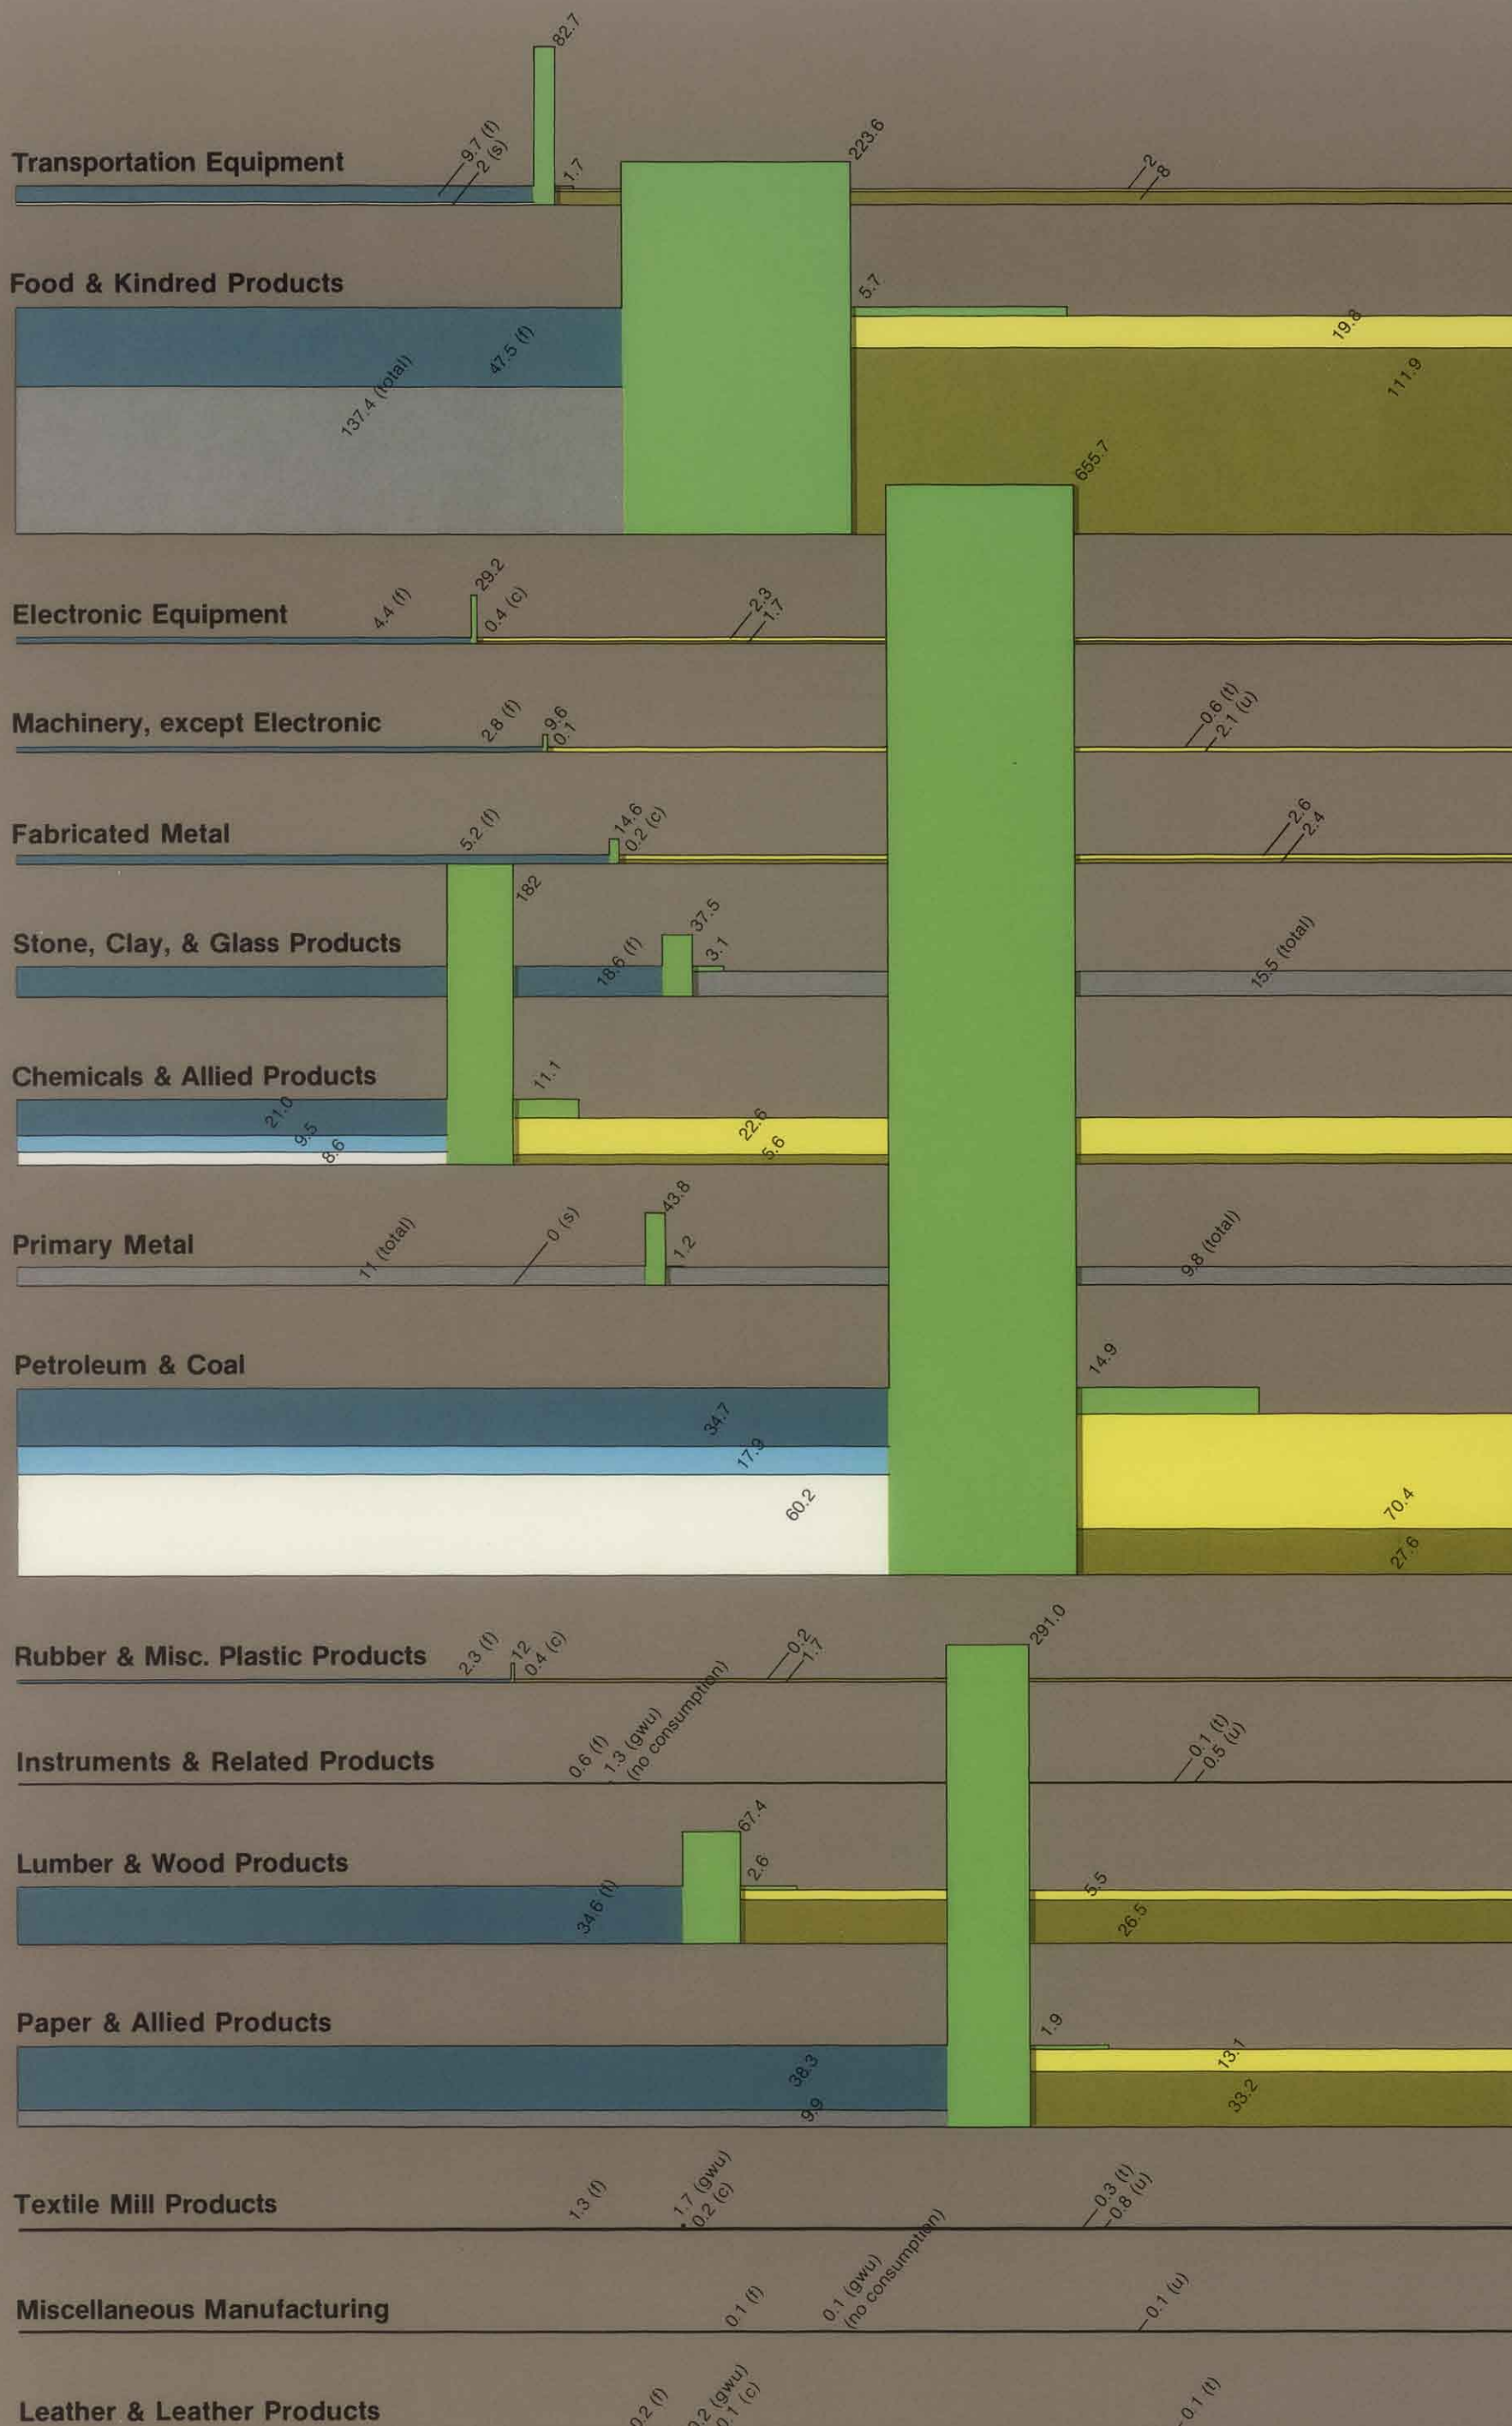 82.7
Transportation Equipment
9.7 (f)
2 (s)
1.7
223.6
2
8
Food & Kindred Products
137.4 (total)
47.5 (f)
5.7
19.8
111.9
655.7
Electronic Equipment
4.4 (f)
29.2
0.4 (c)
2.3
1.7
Machinery, except Electronic
2.8 (f)
9.6
0.1
0.6 (t)
2.1 (u)
Fabricated Metal
5.2 (f)
14.6
0.2 (c)
2.6
2.4
182
Stone, Clay, & Glass Products
18.6 (f)
37.5
3.1
15.5 (total)
Chemicals & Allied Products
21.0
9.5
8.6
11.1
22.6
5.6
Primary Metal
11 (total)
0 (s)
43.8
1.2
9.8 (total)
Petroleum & Coal
34.7
17.9
60.2
14.9
70.4
27.6
Rubber & Misc. Plastic Products
2.3 (f)
12
0.4 (c)
0.2
1.7
291.0
Instruments & Related Products
0.6 (f)
1.3 (gwu)
(no consumption)
0.1 (t)
0.5 (u)
Lumber & Wood Products
34.6 (f)
67.4
2.6
5.5
26.5
Paper & Allied Products
38.3
9.9
1.9
13.1
33.2
Textile Mill Products
1.3 (f)
1.7 (gwu)
0.2 (c)
0.3 (t)
0.8 (u)
Miscellaneous Manufacturing
0.1 (f)
0.1 (gwu)
(no consumption)
0.1 (u)
Leather & Leather Products
0.2 (f)
0.2 (gwu)
0.1 (c)
0.1 (t)